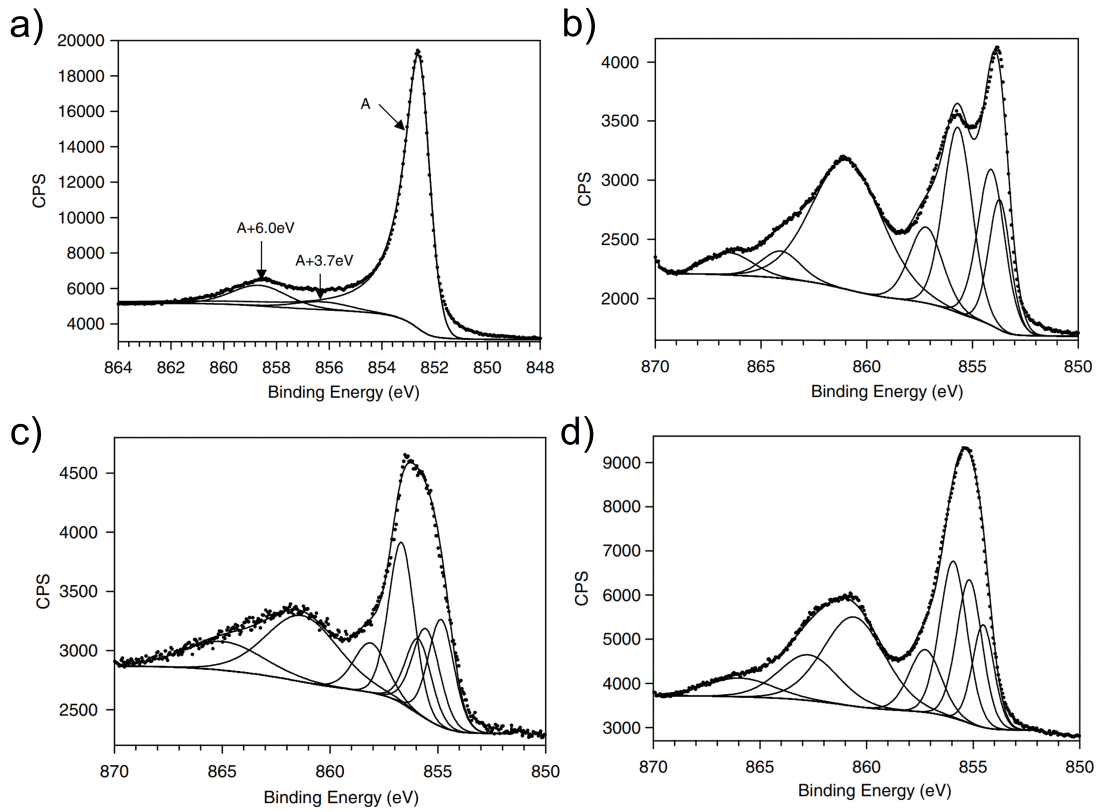 a)
20000
18000
16000
14000
12000
10000
8000
6000
4000
CPS
A
A+6.0eV
A+3.7eV
864 862 860 858 856 854 852 850 848
Binding Energy (eV)
b)
4000
3500
3000
2500
2000
CPS
870 865 860 855 850
Binding Energy (eV)
c)
4500
4000
3500
3000
2500
CPS
870 865 860 855 850
Binding Energy (eV)
d)
9000
8000
7000
6000
5000
4000
3000
CPS
870 865 860 855 850
Binding Energy (eV)